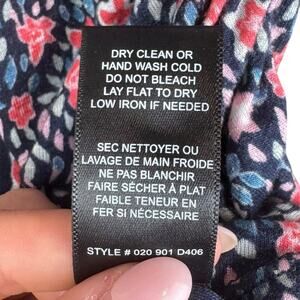 DRY CLEAN OR
HAND WASH COLD
DO NOT BLEACH
LAY FLAT TO DRY
LOW IRON IF NEEDED
SEC NETTOYER OU
LAVAGE DE MAIN FROIDE
NE PAS BLANCHIR
FAIRE SÉCHER À PLAT
FAIBLE TENEUR EN
FER SI NÉCESSAIRE
STYLE # 020 901 D406